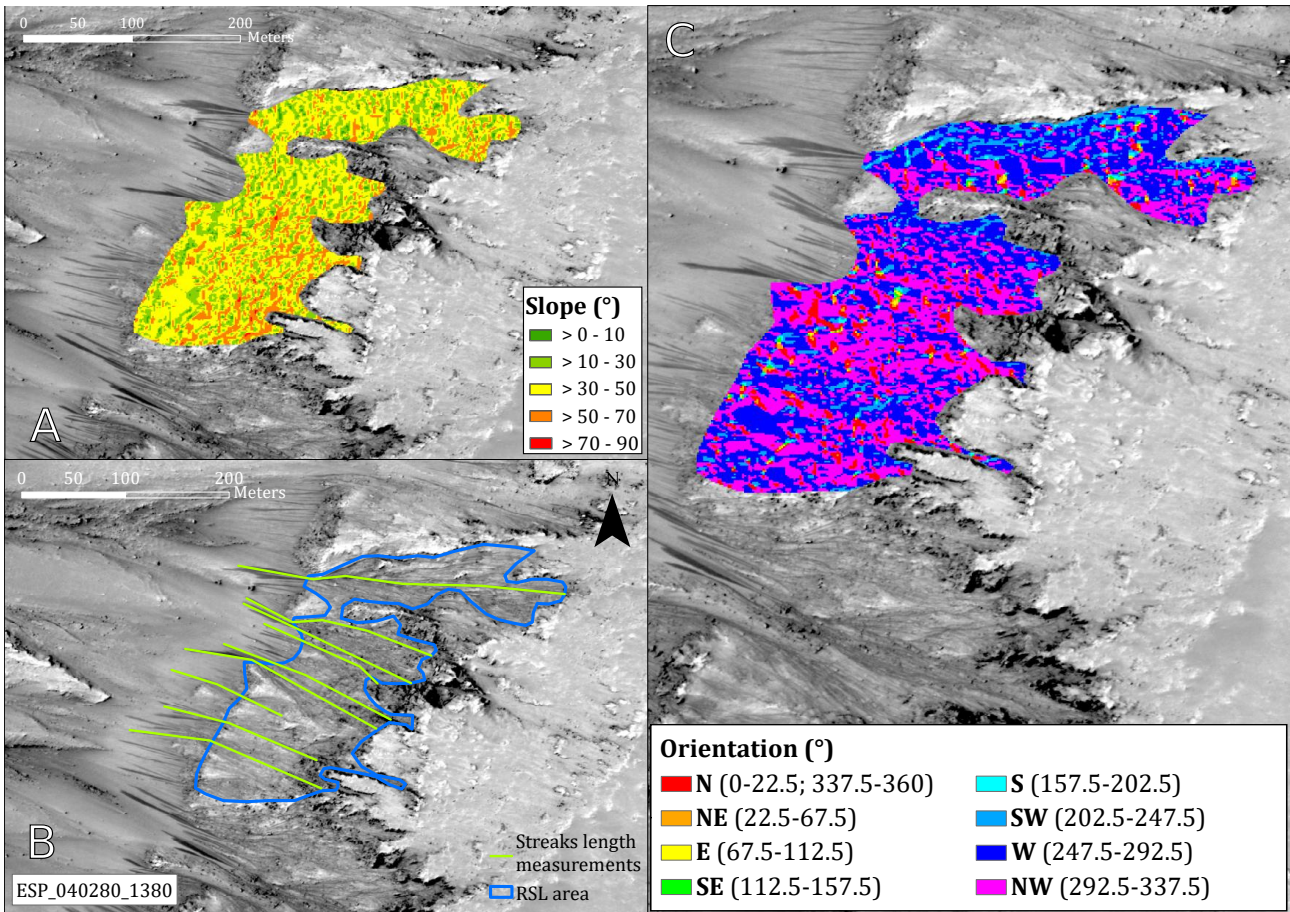 0 50 100 200
Meters
A
Slope (°)
> 0 - 10
> 10 - 30
> 30 - 50
> 50 - 70
> 70 - 90
0 50 100 200
Meters
N
B
Streaks length
measurements
RSL area
ESP_040280_1380
C
Orientation (°)
N (0-22.5; 337.5-360)
NE (22.5-67.5)
E (67.5-112.5)
SE (112.5-157.5)
S (157.5-202.5)
SW (202.5-247.5)
W (247.5-292.5)
NW (292.5-337.5)